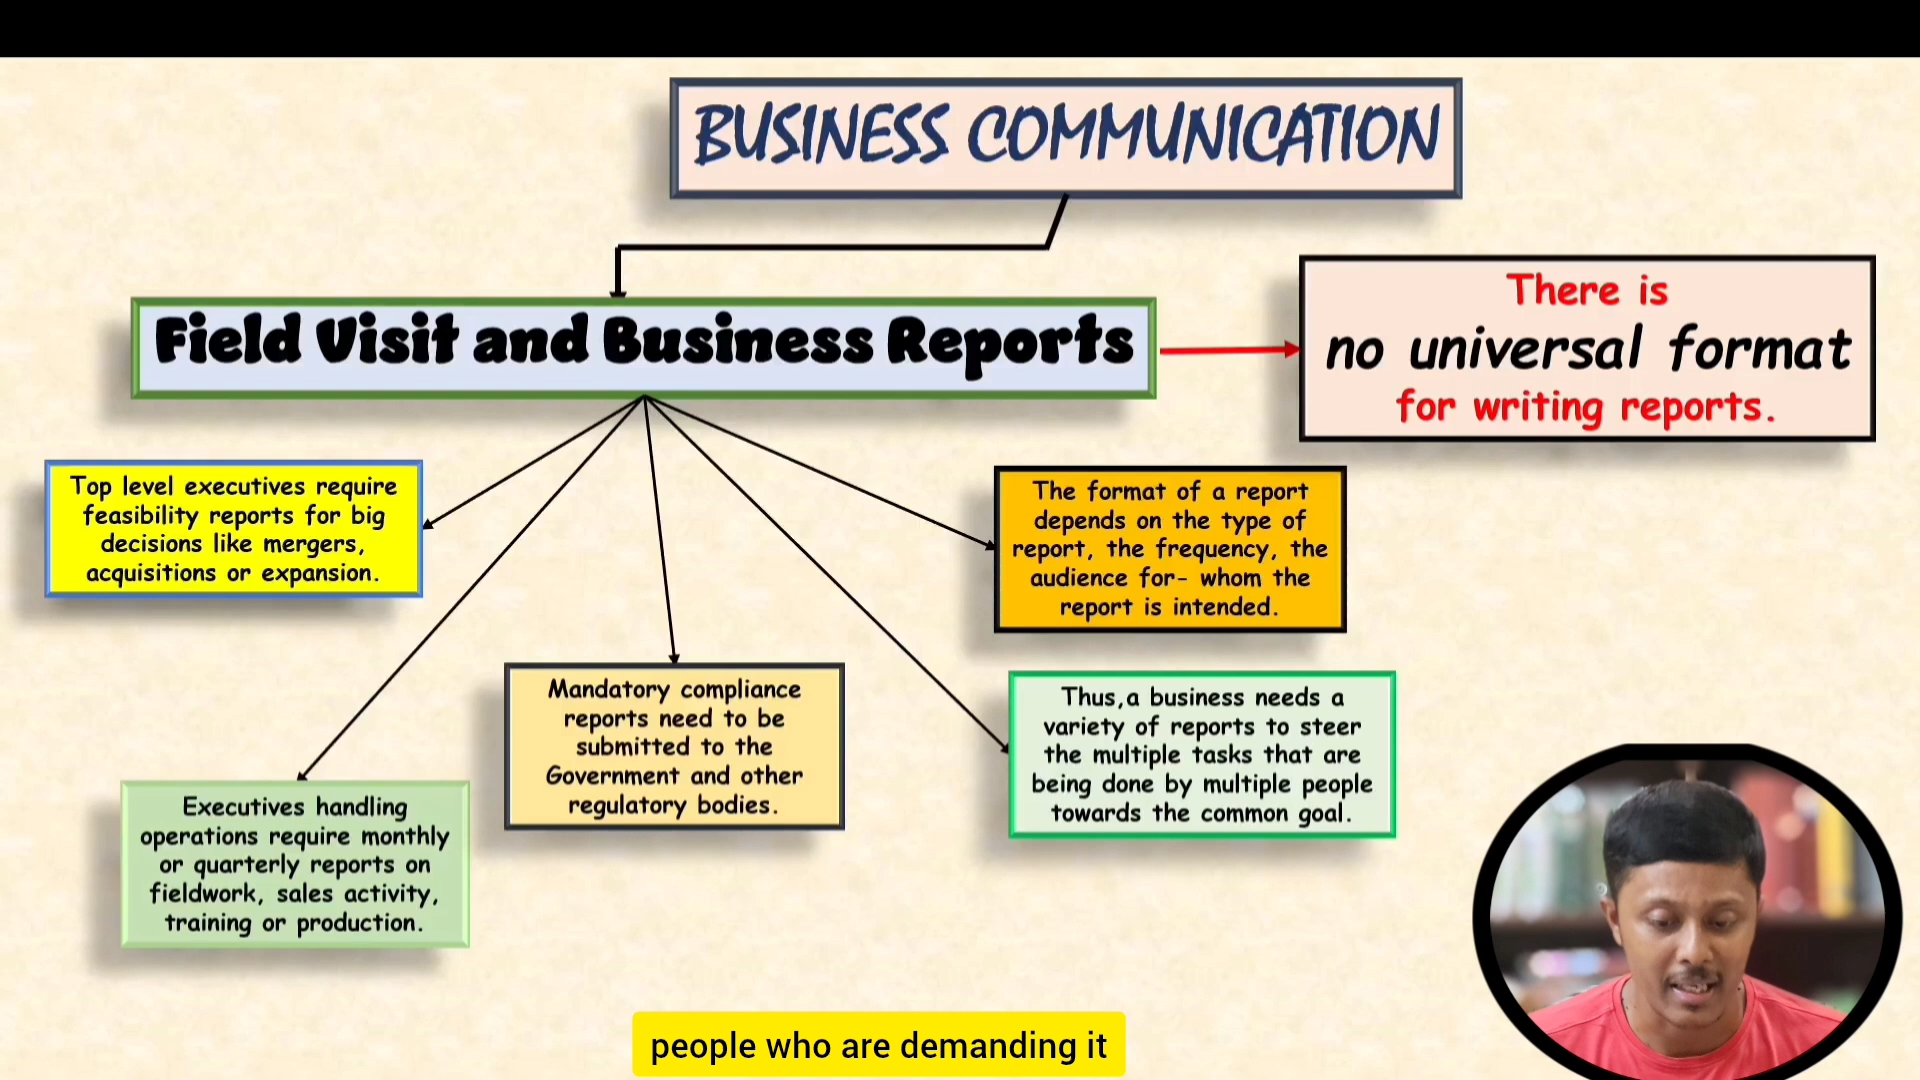 BUSINESS COMMUNICATION
Field Visit and Business Reports
There is
no universal format
for writing reports.
Top level executives require
feasibility reports for big
decisions like mergers,
acquisitions or expansion.
The format of a report
depends on the type of
report, the frequency, the
audience for- whom the
report is intended.
Mandatory compliance
reports need to be
submitted to the
Government and other
regulatory bodies.
Thus,a business needs a
variety of reports to steer
the multiple tasks that are
being done by multiple people
towards the common goal.
Executives handling
operations require monthly
or quarterly reports on
fieldwork, sales activity,
training or production.
people who are demanding it